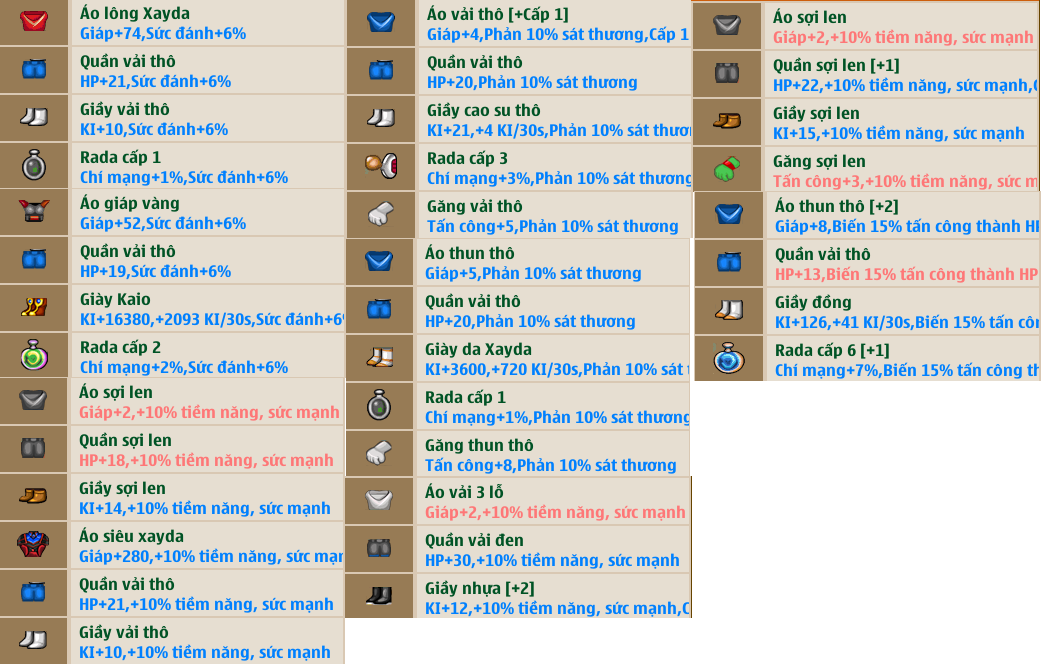 Áo lông Xayda
Giáp+74,Sức đánh+6%
Quần vải thô
HP+21,Sức đánh+6%
Giầy vải thô
KI+10,Sức đánh+6%
Rada cấp 1
Chí mạng+1%,Sức đánh+6%
Áo giáp vàng
Giáp+52,Sức đánh+6%
Quần vải thô
HP+19,Sức đánh+6%
Giày Kaio
KI+16380,+2093 KI/30s,Sức đánh+6
Rada cấp 2
Chí mạng+2%,Sức đánh+6%
Áo sợi len
Giáp+2,+10% tiềm năng, sức mạnh
Quần sợi len
HP+18,+10% tiềm năng, sức mạnh
Giầy sợi len
KI+14,+10% tiềm năng, sức mạnh
Áo siêu xayda
Giáp+280,+10% tiềm năng, sức mạn
Quần vải thô
HP+21,+10% tiềm năng, sức mạnh
Giầy vải thô
KI+10,+10% tiềm năng, sức mạnh
Áo vải thô [+Cấp 1]
Giáp+4,Phản 10% sát thương,Cấp 1
Quần vải thô
HP+20,Phản 10% sát thương
Giầy cao su thô
KI+21,+4 KI/30s,Phản 10% sát thươn
Rada cấp 3
Chí mạng+3%,Phản 10% sát thương
Găng vải thô
Tấn công+5,Phản 10% sát thương
Áo thun thô
Giáp+5,Phản 10% sát thương
Quần vải thô
HP+20,Phản 10% sát thương
Giày da Xayda
KI+3600,+720 KI/30s,Phản 10% sát
Rada cấp 1
Chí mạng+1%,Phản 10% sát thương
Găng thun thô
Tấn công+8,Phản 10% sát thương
Áo vải 3 lỗ
Giáp+2,+10% tiềm năng, sức mạnh
Quần vải đen
HP+30,+10% tiềm năng, sức mạnh
Giầy nhựa [+2]
KI+12,+10% tiềm năng, sức mạnh,C
Áo sợi len
Giáp+2,+10% tiềm năng, sức mạnh
Quần sợi len [+1]
HP+22,+10% tiềm năng, sức mạnh,
Giầy sợi len
KI+15,+10% tiềm năng, sức mạnh
Găng sợi len
Tấn công+3,+10% tiềm năng, sức m
Áo thun thô [+2]
Giáp+8,Biến 15% tấn công thành H
Quần vải thô
HP+13,Biến 15% tấn công thành HP
Giầy đồng
KI+126,+41 KI/30s,Biến 15% tấn côn
Rada cấp 6 [+1]
Chí mạng+7%,Biến 15% tấn công th